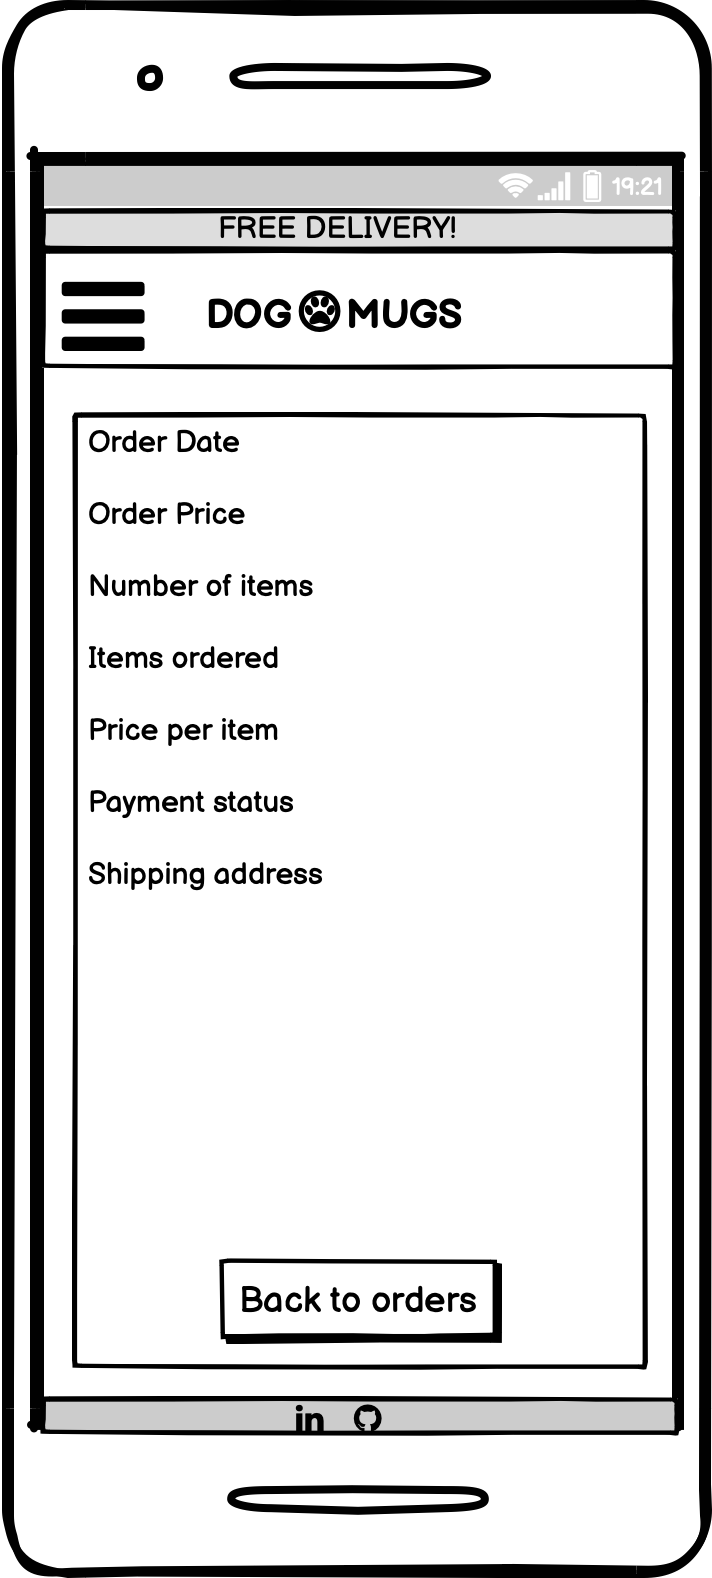 19:21
FREE DELIVERY!
DOG MUGS
Order Date
Order Price
Number of items
Items ordered
Price per item
Payment status
Shipping address
Back to orders
in